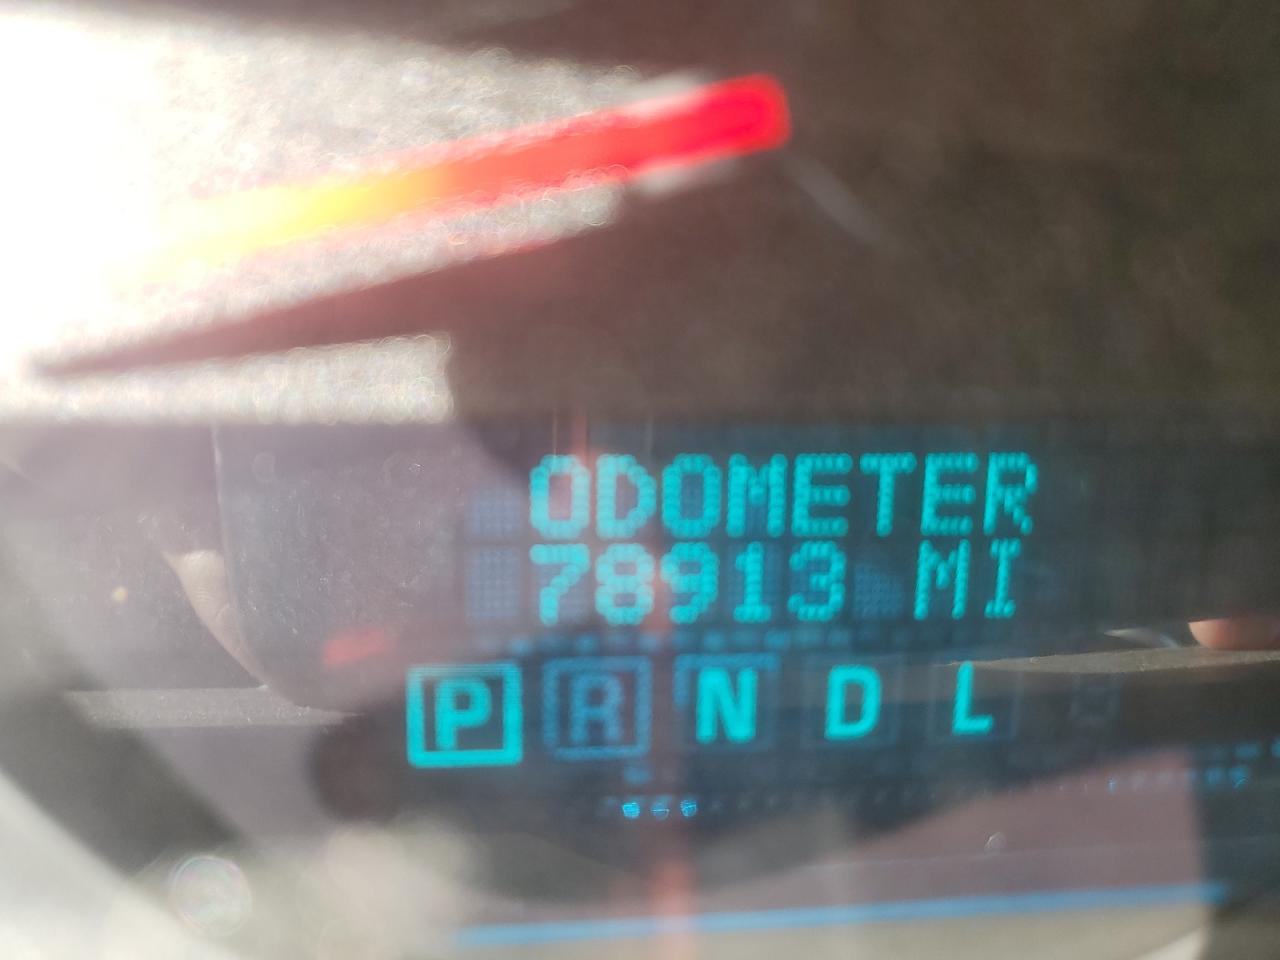 ODOMETER
78913 MI
P R N D L